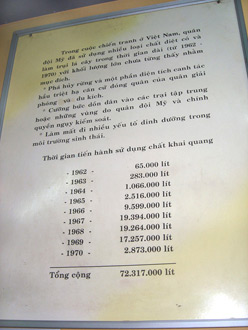 Trong cuộc chiến tranh ở Việt Nam, quân
đội Mỹ đã sử dụng nhiều loại chất diệt cỏ và
làm trụi lá cây trong thời gian dài (từ 1962 -
1970) với khối lượng lớn chưa từng thấy nhằm
mục đích.
- Phá hủy rừng và một phần diện tích canh tác
hầu triệt hạ căn cứ đóng quân của quân giải
phóng và du kích.
- Cưỡng bức dồn dân vào các trại tập trung
hoặc những vùng do quân đội Mỹ và chính
quyền ngụy kiểm soát.
- Làm mất đi nhiều yếu tố dinh dưỡng trong
môi trường sinh thái.
Thời gian tiến hành sử dụng chất khai quang
- 1962 - 65.000 lít
- 1963 - 283.000 lít
- 1964 - 1.066.000 lít
- 1965 - 2.516.000 lít
- 1966 - 9.599.000 lít
- 1967 - 19.394.000 lít
- 1968 - 19.264.000 lít
- 1969 - 17.257.000 lít
- 1970 - 2.873.000 lít
Tổng cộng 72.317.000 lít